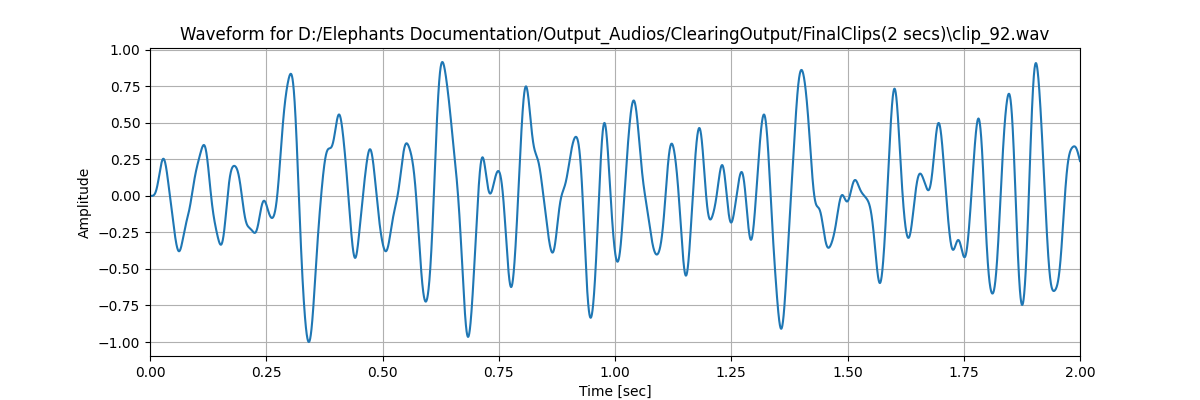 Waveform for D:/Elephants Documentation/Output_Audios/ClearingOutput/FinalClips(2 secs)\clip_92.wav
1.00
0.75
0.50
0.25
0.00
−0.25
−0.50
−0.75
−1.00
Amplitude
0.00 0.25 0.50 0.75 1.00 1.25 1.50 1.75 2.00
Time [sec]